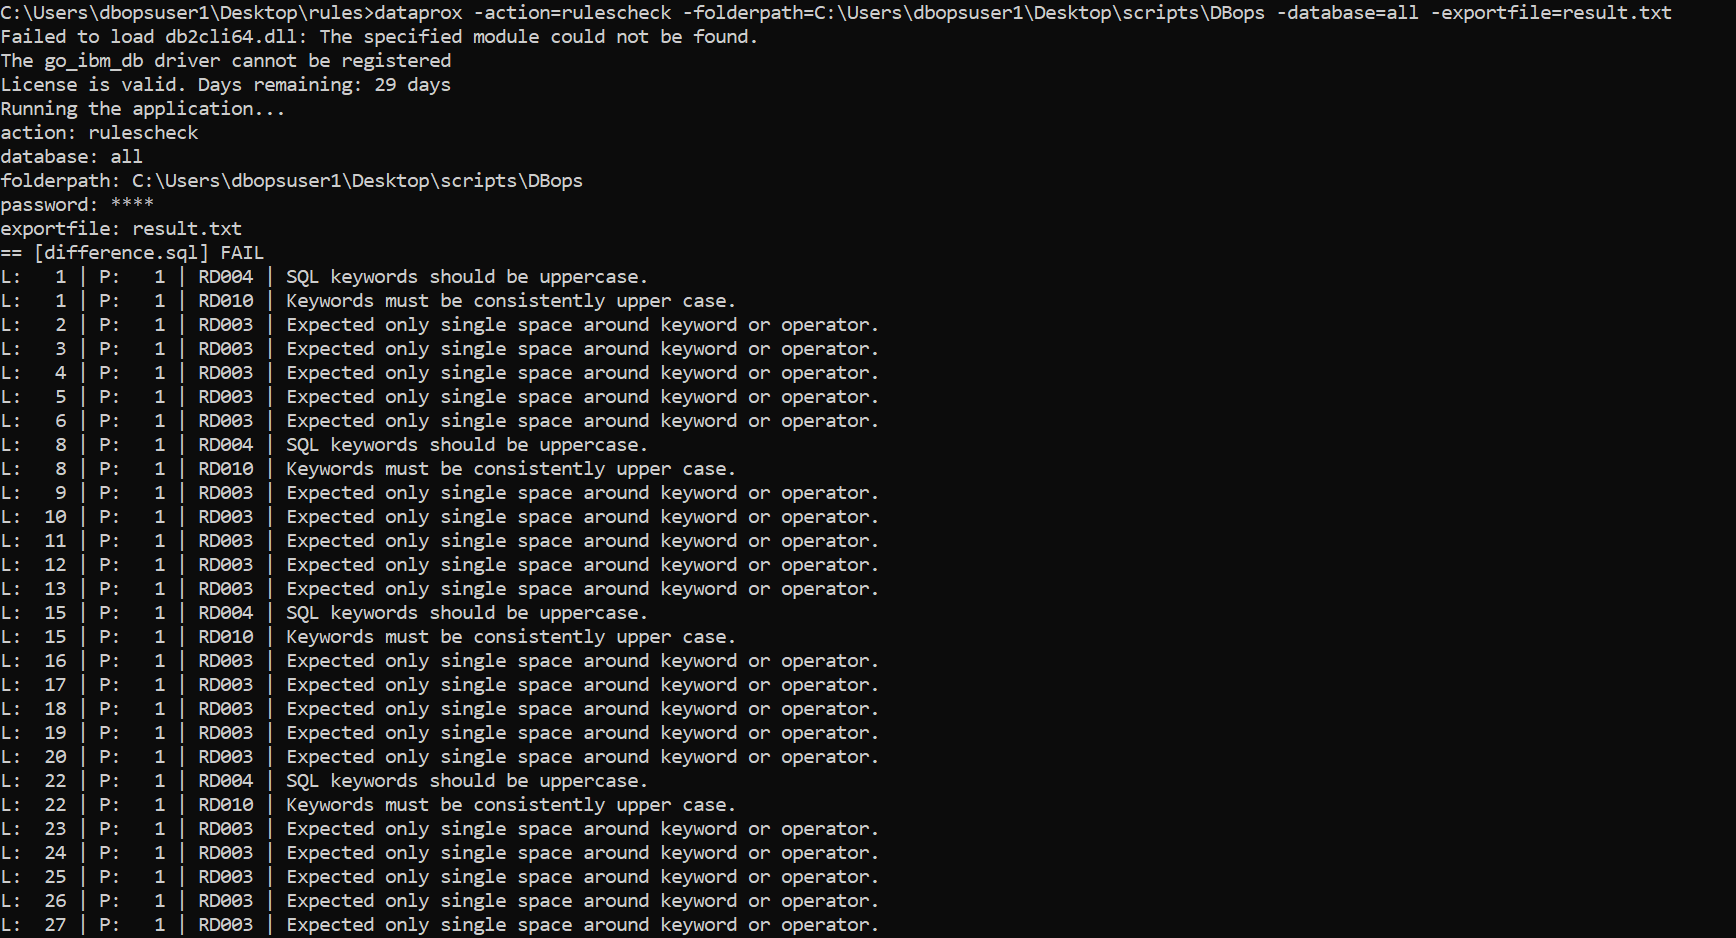 C:\Users\dbopsuser1\Desktop\rules>dataprox -action=rulescheck -folderpath=C:\Users\dbopsuser1\Desktop\scripts\DBops -database=all -exportfile=result.txt
Failed to load db2cli64.dll: The specified module could not be found.
The go_ibm_db driver cannot be registered
License is valid. Days remaining: 29 days
Running the application...
action: rulescheck
database: all
folderpath: C:\Users\dbopsuser1\Desktop\scripts\DBops
password: ****
exportfile: result.txt
== [difference.sql] FAIL
L:   1 | P:   1 | RD004 | SQL keywords should be uppercase.
L:   1 | P:   1 | RD010 | Keywords must be consistently upper case.
L:   2 | P:   1 | RD003 | Expected only single space around keyword or operator.
L:   3 | P:   1 | RD003 | Expected only single space around keyword or operator.
L:   4 | P:   1 | RD003 | Expected only single space around keyword or operator.
L:   5 | P:   1 | RD003 | Expected only single space around keyword or operator.
L:   6 | P:   1 | RD003 | Expected only single space around keyword or operator.
L:   8 | P:   1 | RD004 | SQL keywords should be uppercase.
L:   8 | P:   1 | RD010 | Keywords must be consistently upper case.
L:   9 | P:   1 | RD003 | Expected only single space around keyword or operator.
L:  10 | P:   1 | RD003 | Expected only single space around keyword or operator.
L:  11 | P:   1 | RD003 | Expected only single space around keyword or operator.
L:  12 | P:   1 | RD003 | Expected only single space around keyword or operator.
L:  13 | P:   1 | RD003 | Expected only single space around keyword or operator.
L:  15 | P:   1 | RD004 | SQL keywords should be uppercase.
L:  15 | P:   1 | RD010 | Keywords must be consistently upper case.
L:  16 | P:   1 | RD003 | Expected only single space around keyword or operator.
L:  17 | P:   1 | RD003 | Expected only single space around keyword or operator.
L:  18 | P:   1 | RD003 | Expected only single space around keyword or operator.
L:  19 | P:   1 | RD003 | Expected only single space around keyword or operator.
L:  20 | P:   1 | RD003 | Expected only single space around keyword or operator.
L:  22 | P:   1 | RD004 | SQL keywords should be uppercase.
L:  22 | P:   1 | RD010 | Keywords must be consistently upper case.
L:  23 | P:   1 | RD003 | Expected only single space around keyword or operator.
L:  24 | P:   1 | RD003 | Expected only single space around keyword or operator.
L:  25 | P:   1 | RD003 | Expected only single space around keyword or operator.
L:  26 | P:   1 | RD003 | Expected only single space around keyword or operator.
L:  27 | P:   1 | RD003 | Expected only single space around keyword or operator.